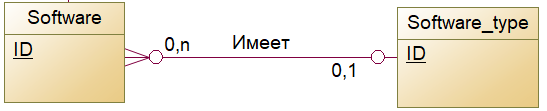 Software
ID
0,n
Имеет
0,1
Software_type
ID